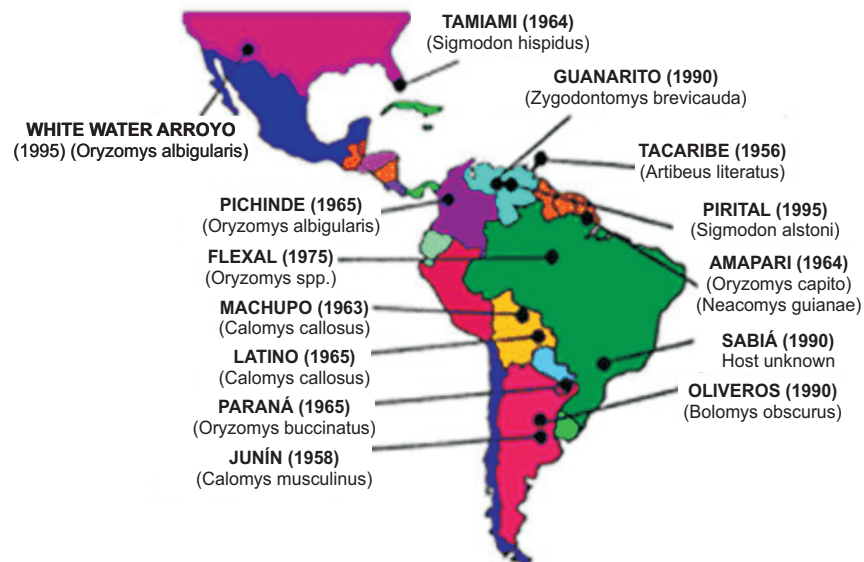 TAMIAMI (1964)
(Sigmodon hispidus)
GUANARITO (1990)
(Zygodontomys brevicauda)
WHITE WATER ARROYO
(1995) (Oryzomys albigularis)
TACARIBE (1956)
(Artibeus literatus)
PICHINDE (1965)
(Oryzomys albigularis)
PIRITAL (1995)
(Sigmodon alstoni)
FLEXAL (1975)
(Oryzomys spp.)
AMAPARI (1964)
(Oryzomys capito)
(Neacomys guianae)
MACHUPO (1963)
(Calomys callosus)
SABIÁ (1990)
Host unknown
LATINO (1965)
(Calomys callosus)
OLIVEROS (1990)
(Bolomys obscurus)
PARANÁ (1965)
(Oryzomys buccinatus)
JUNÍN (1958)
(Calomys musculinus)